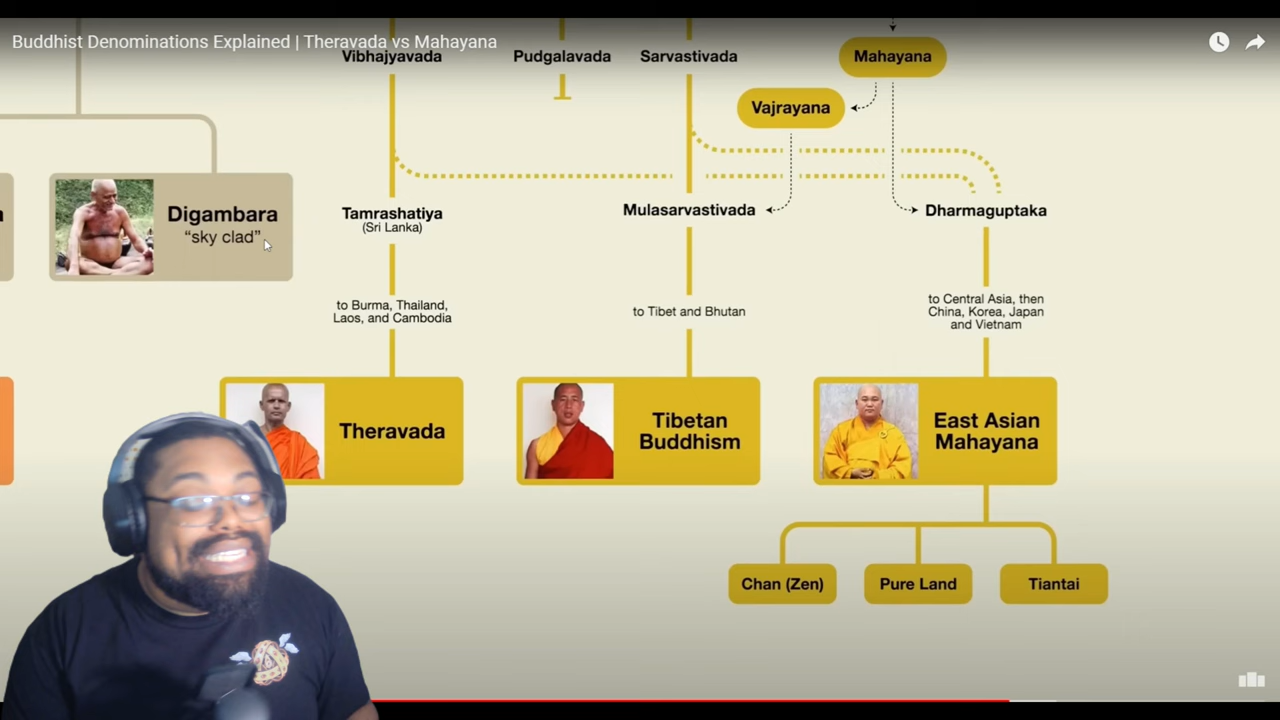 Buddhist Denominations Explained | Theravada vs Mahayana
Vibhajyavada
Pudgalavada
Sarvastivada
Mahayana
Vajrayana
Digambara
“sky clad”
Tamrashatiya
(Sri Lanka)
Mulasarvastivada
Dharmaguptaka
to Burma, Thailand,
Laos, and Cambodia
to Tibet and Bhutan
to Central Asia, then
China, Korea, Japan
and Vietnam
Theravada
Tibetan
Buddhism
East Asian
Mahayana
Chan (Zen)
Pure Land
Tiantai